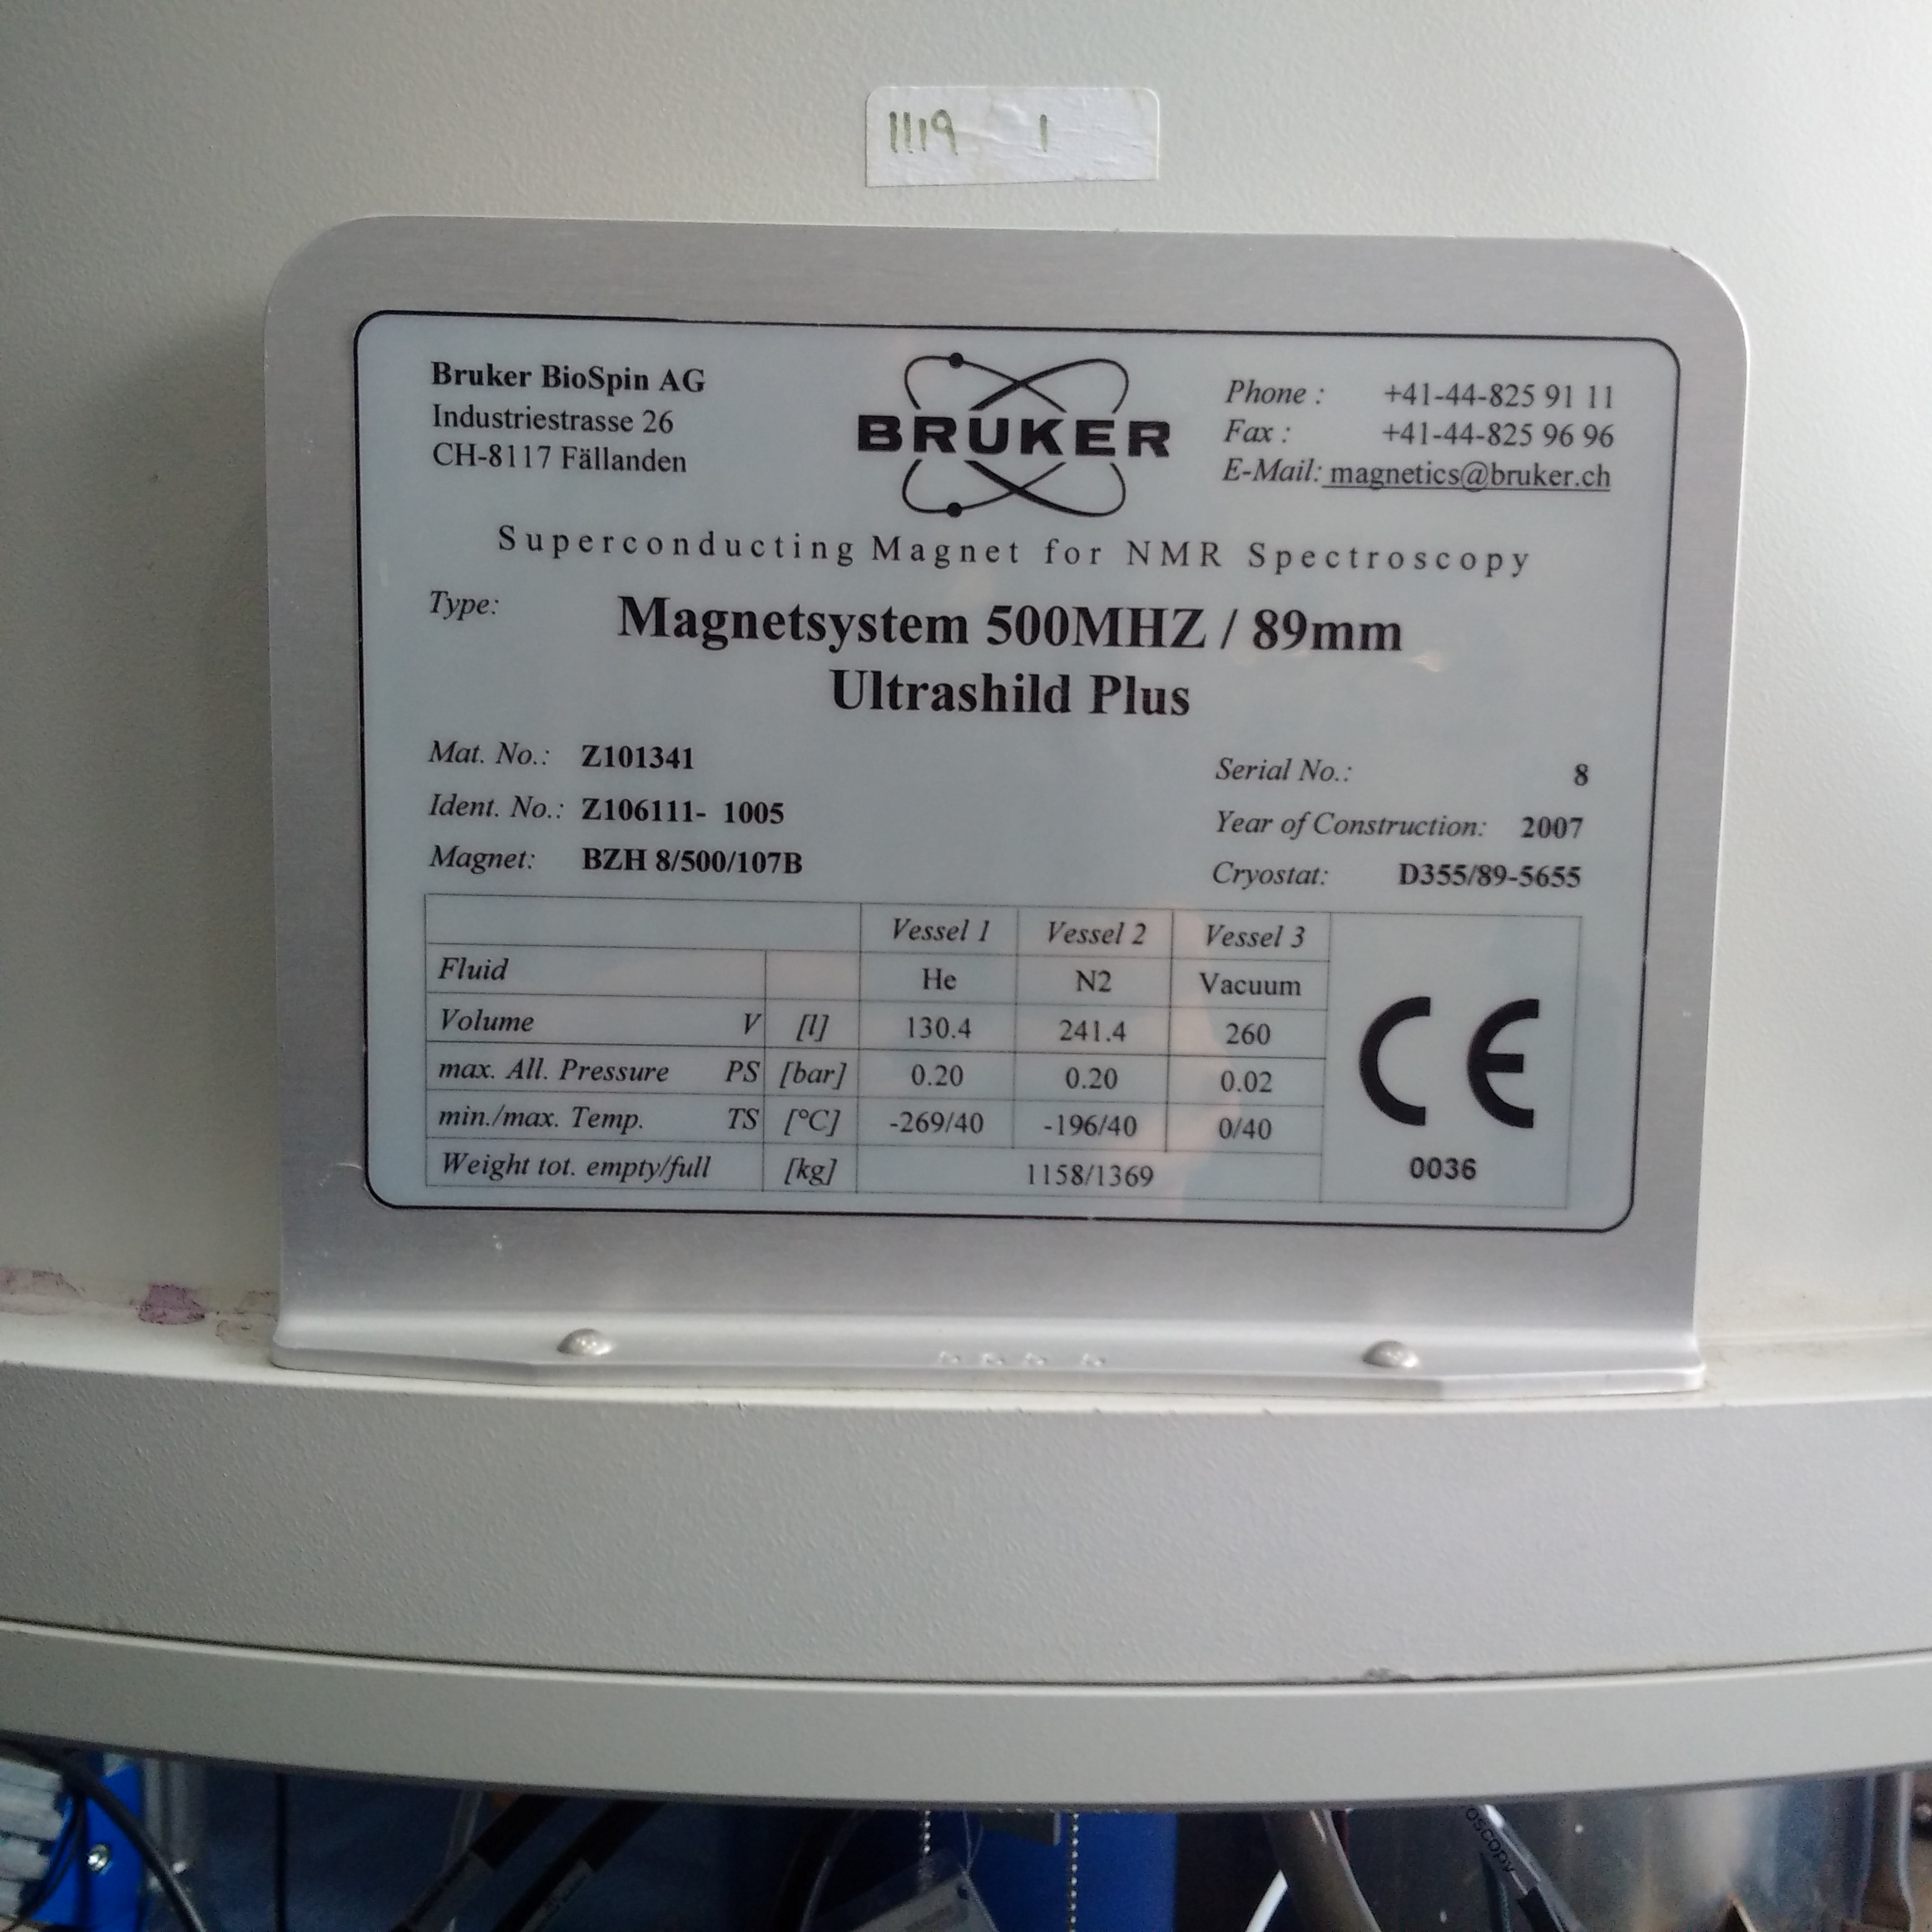 1119 1
Bruker BioSpin AG
Industriestrasse 26
CH-8117 Fällanden
BRUKER
Phone : +41-44-825 91 11
Fax : +41-44-825 96 96
E-Mail: magnetics@bruker.ch
Superconducting Magnet for NMR Spectroscopy
Type: Magnetsystem 500MHZ / 89mm
Ultrashild Plus
Mat. No.: Z101341
Ident. No.: Z106111- 1005
Magnet: BZH 8/500/107B
Serial No.: 8
Year of Construction: 2007
Cryostat: D355/89-5655
Vessel 1 Vessel 2 Vessel 3
Fluid He N2 Vacuum
Volume V [l] 130.4 241.4 260
max. All. Pressure PS [bar] 0.20 0.20 0.02
min./max. Temp. TS [°C] -269/40 -196/40 0/40
Weight tot. empty/full [kg] 1158/1369
CE
0036
oscopy